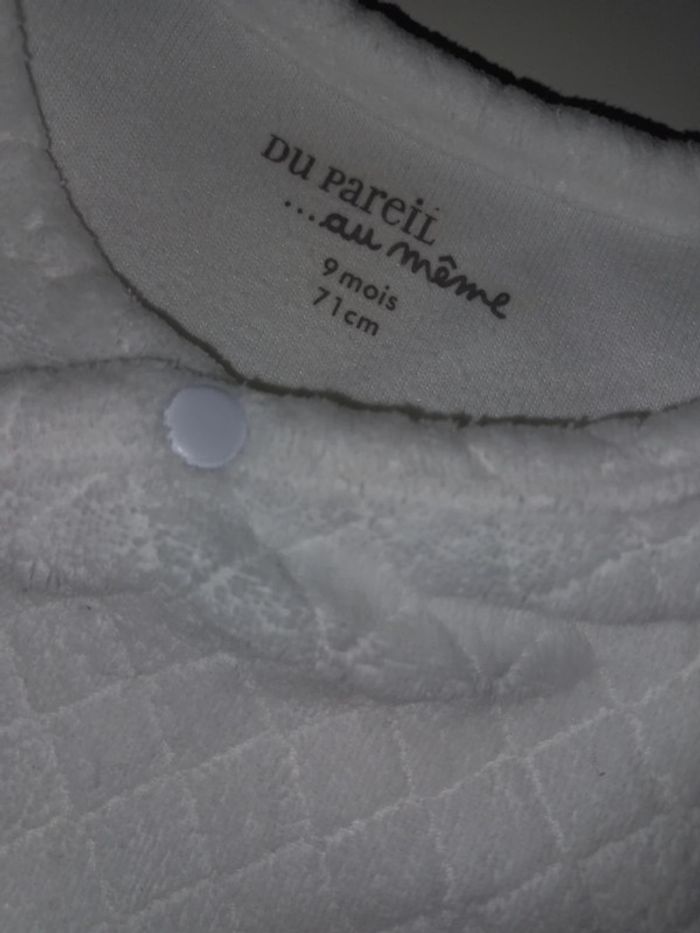 DU PAREIL
...au même
9 mois
71cm